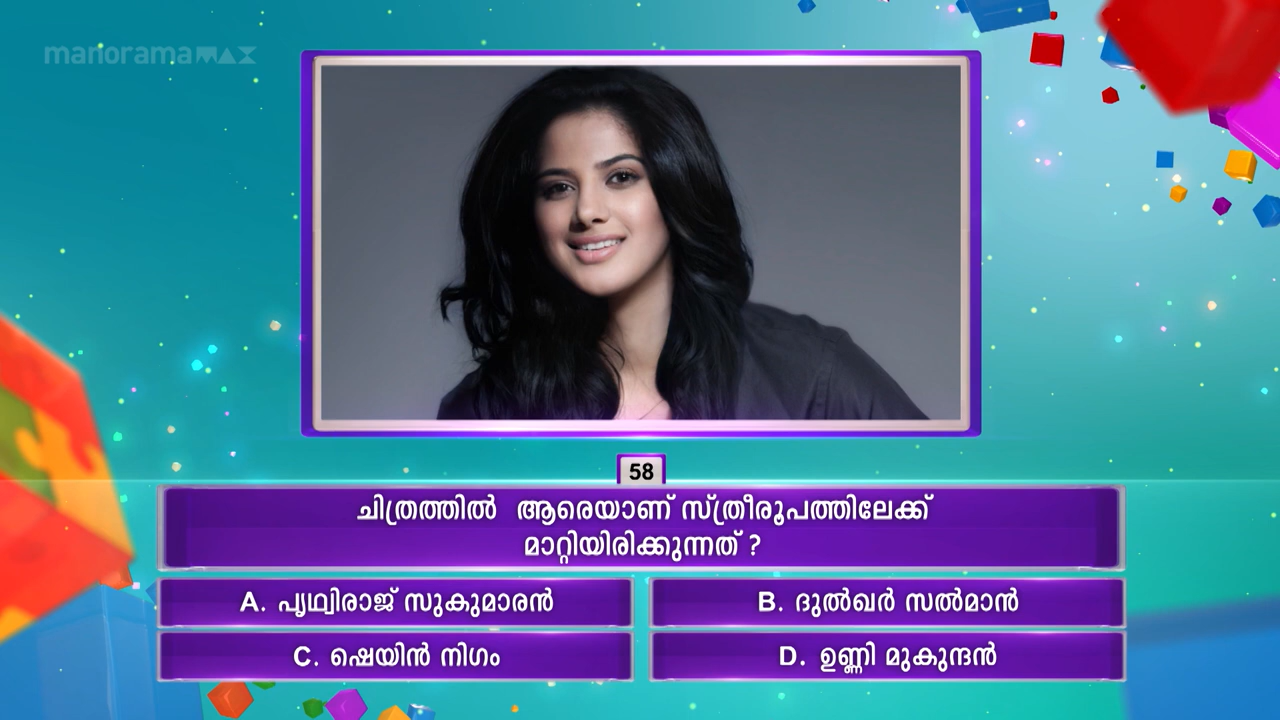 manoramaMAX
58
ചിത്രത്തിൽ ആരെയാണ് സ്ത്രീരൂപത്തിലേക്ക്
മാറ്റിയിരിക്കുന്നത് ?
A. പൃഥ്വിരാജ് സുകുമാരൻ
B. ദുൽഖർ സൽമാൻ
C. ഷെയിൻ നിഗം
D. ഉണ്ണി മുകുന്ദൻ